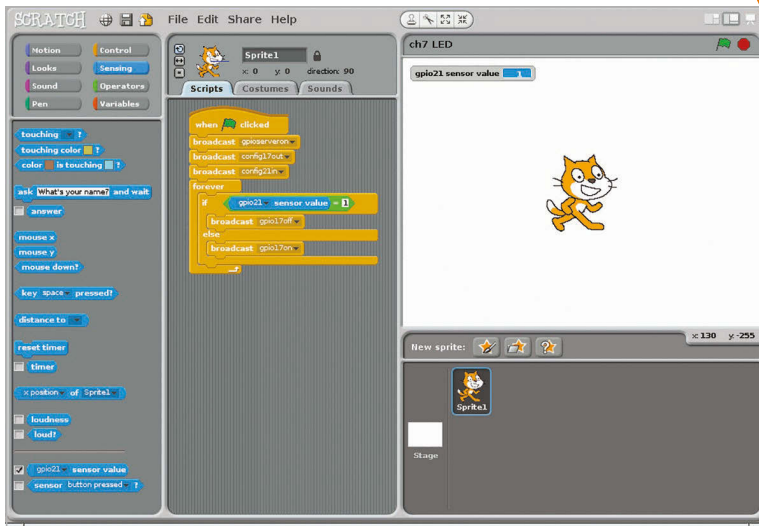 SCRATCH File Edit Share Help
Motion Control
Looks Sensing
Sound Operators
Pen Variables
touching ?
touching color ?
color is touching ?
ask What's your name? and wait
answer
mouse x
mouse y
mouse down?
key space pressed?
distance to
reset timer
timer
x position of Sprite1
loudness
loud?
gpio21 sensor value
sensor button pressed ?
Sprite1
x: 0 y: 0 direction: 90
Scripts Costumes Sounds
when clicked
broadcast gpioserveron
broadcast config17out
broadcast config21in
forever
if gpio21 sensor value = 1
broadcast gpio17off
else
broadcast gpio17on
ch7 LED
gpio21 sensor value 1
x: 130 y: -255
New sprite:
Sprite1
Stage